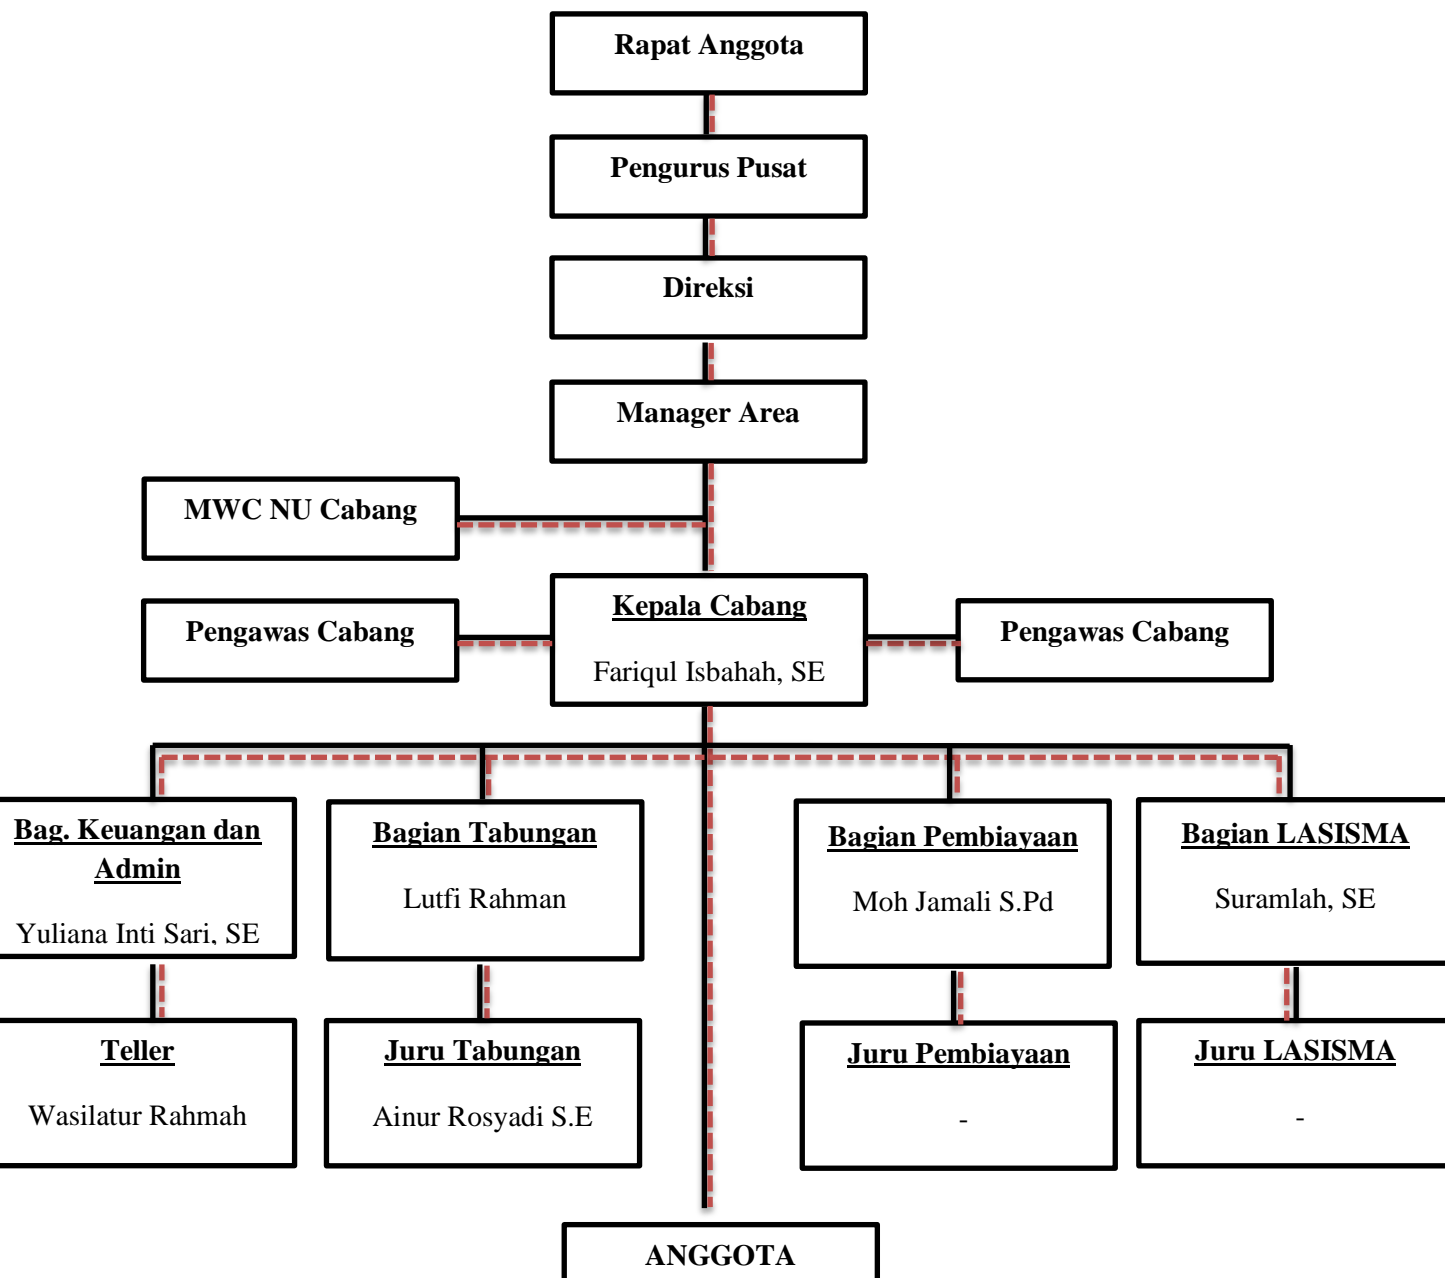 Rapat Anggota
Pengurus Pusat
Direksi
Manager Area
MWC NU Cabang
Pengawas Cabang
Kepala Cabang
Fariqul Isbahah, SE
Pengawas Cabang
Bag. Keuangan dan
Admin
Yuliana Inti Sari, SE
Bagian Tabungan
Lutfi Rahman
Bagian Pembiayaan
Moh Jamali S.Pd
Bagian LASISMA
Suramlah, SE
Teller
Wasilatur Rahmah
Juru Tabungan
Ainur Rosyadi S.E
Juru Pembiayaan
-
Juru LASISMA
-
ANGGOTA